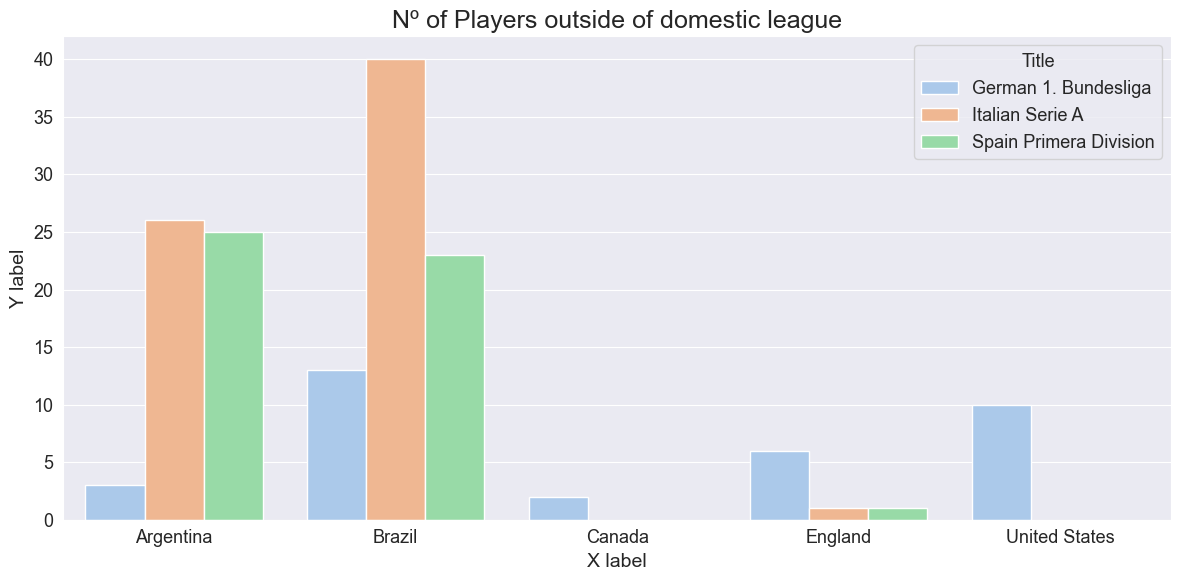 Nº of Players outside of domestic league
Title
German 1. Bundesliga
Italian Serie A
Spain Primera Division
Y label
40
35
30
25
20
15
10
5
0
Argentina Brazil Canada England United States
X label